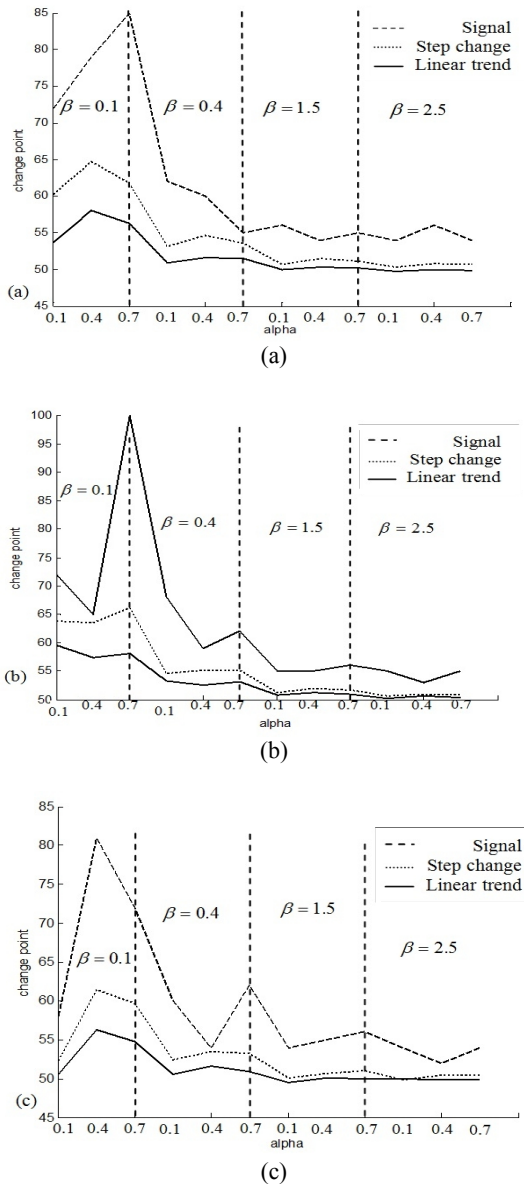 85
80
75
70
65
60
55
50
45
change point
Signal
Step change
Linear trend
β = 0.1
β = 0.4
β = 1.5
β = 2.5
0.1 0.4 0.7 0.1 0.4 0.7 0.1 0.4 0.7 0.1 0.4 0.7
alpha
(a)
(a)
100
95
90
85
80
75
70
65
60
55
50
change point
Signal
Step change
Linear trend
β = 0.1
β = 0.4
β = 1.5
β = 2.5
0.1 0.4 0.7 0.1 0.4 0.7 0.1 0.4 0.7 0.1 0.4 0.7
alpha
(b)
(b)
85
80
75
70
65
60
55
50
45
change point
Signal
Step change
Linear trend
β = 0.1
β = 0.4
β = 1.5
β = 2.5
0.1 0.4 0.7 0.1 0.4 0.7 0.1 0.4 0.7 0.1 0.4 0.7
alpha
(c)
(c)